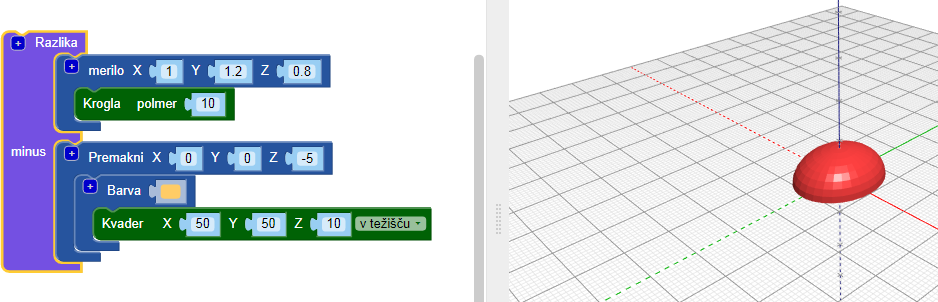 + Razlika
+ merilo X 1 Y 1.2 Z 0.8
Krogla polmer 10
minus + Premakni X 0 Y 0 Z -5
+ Barva
Kvader X 50 Y 50 Z 10 v težišču